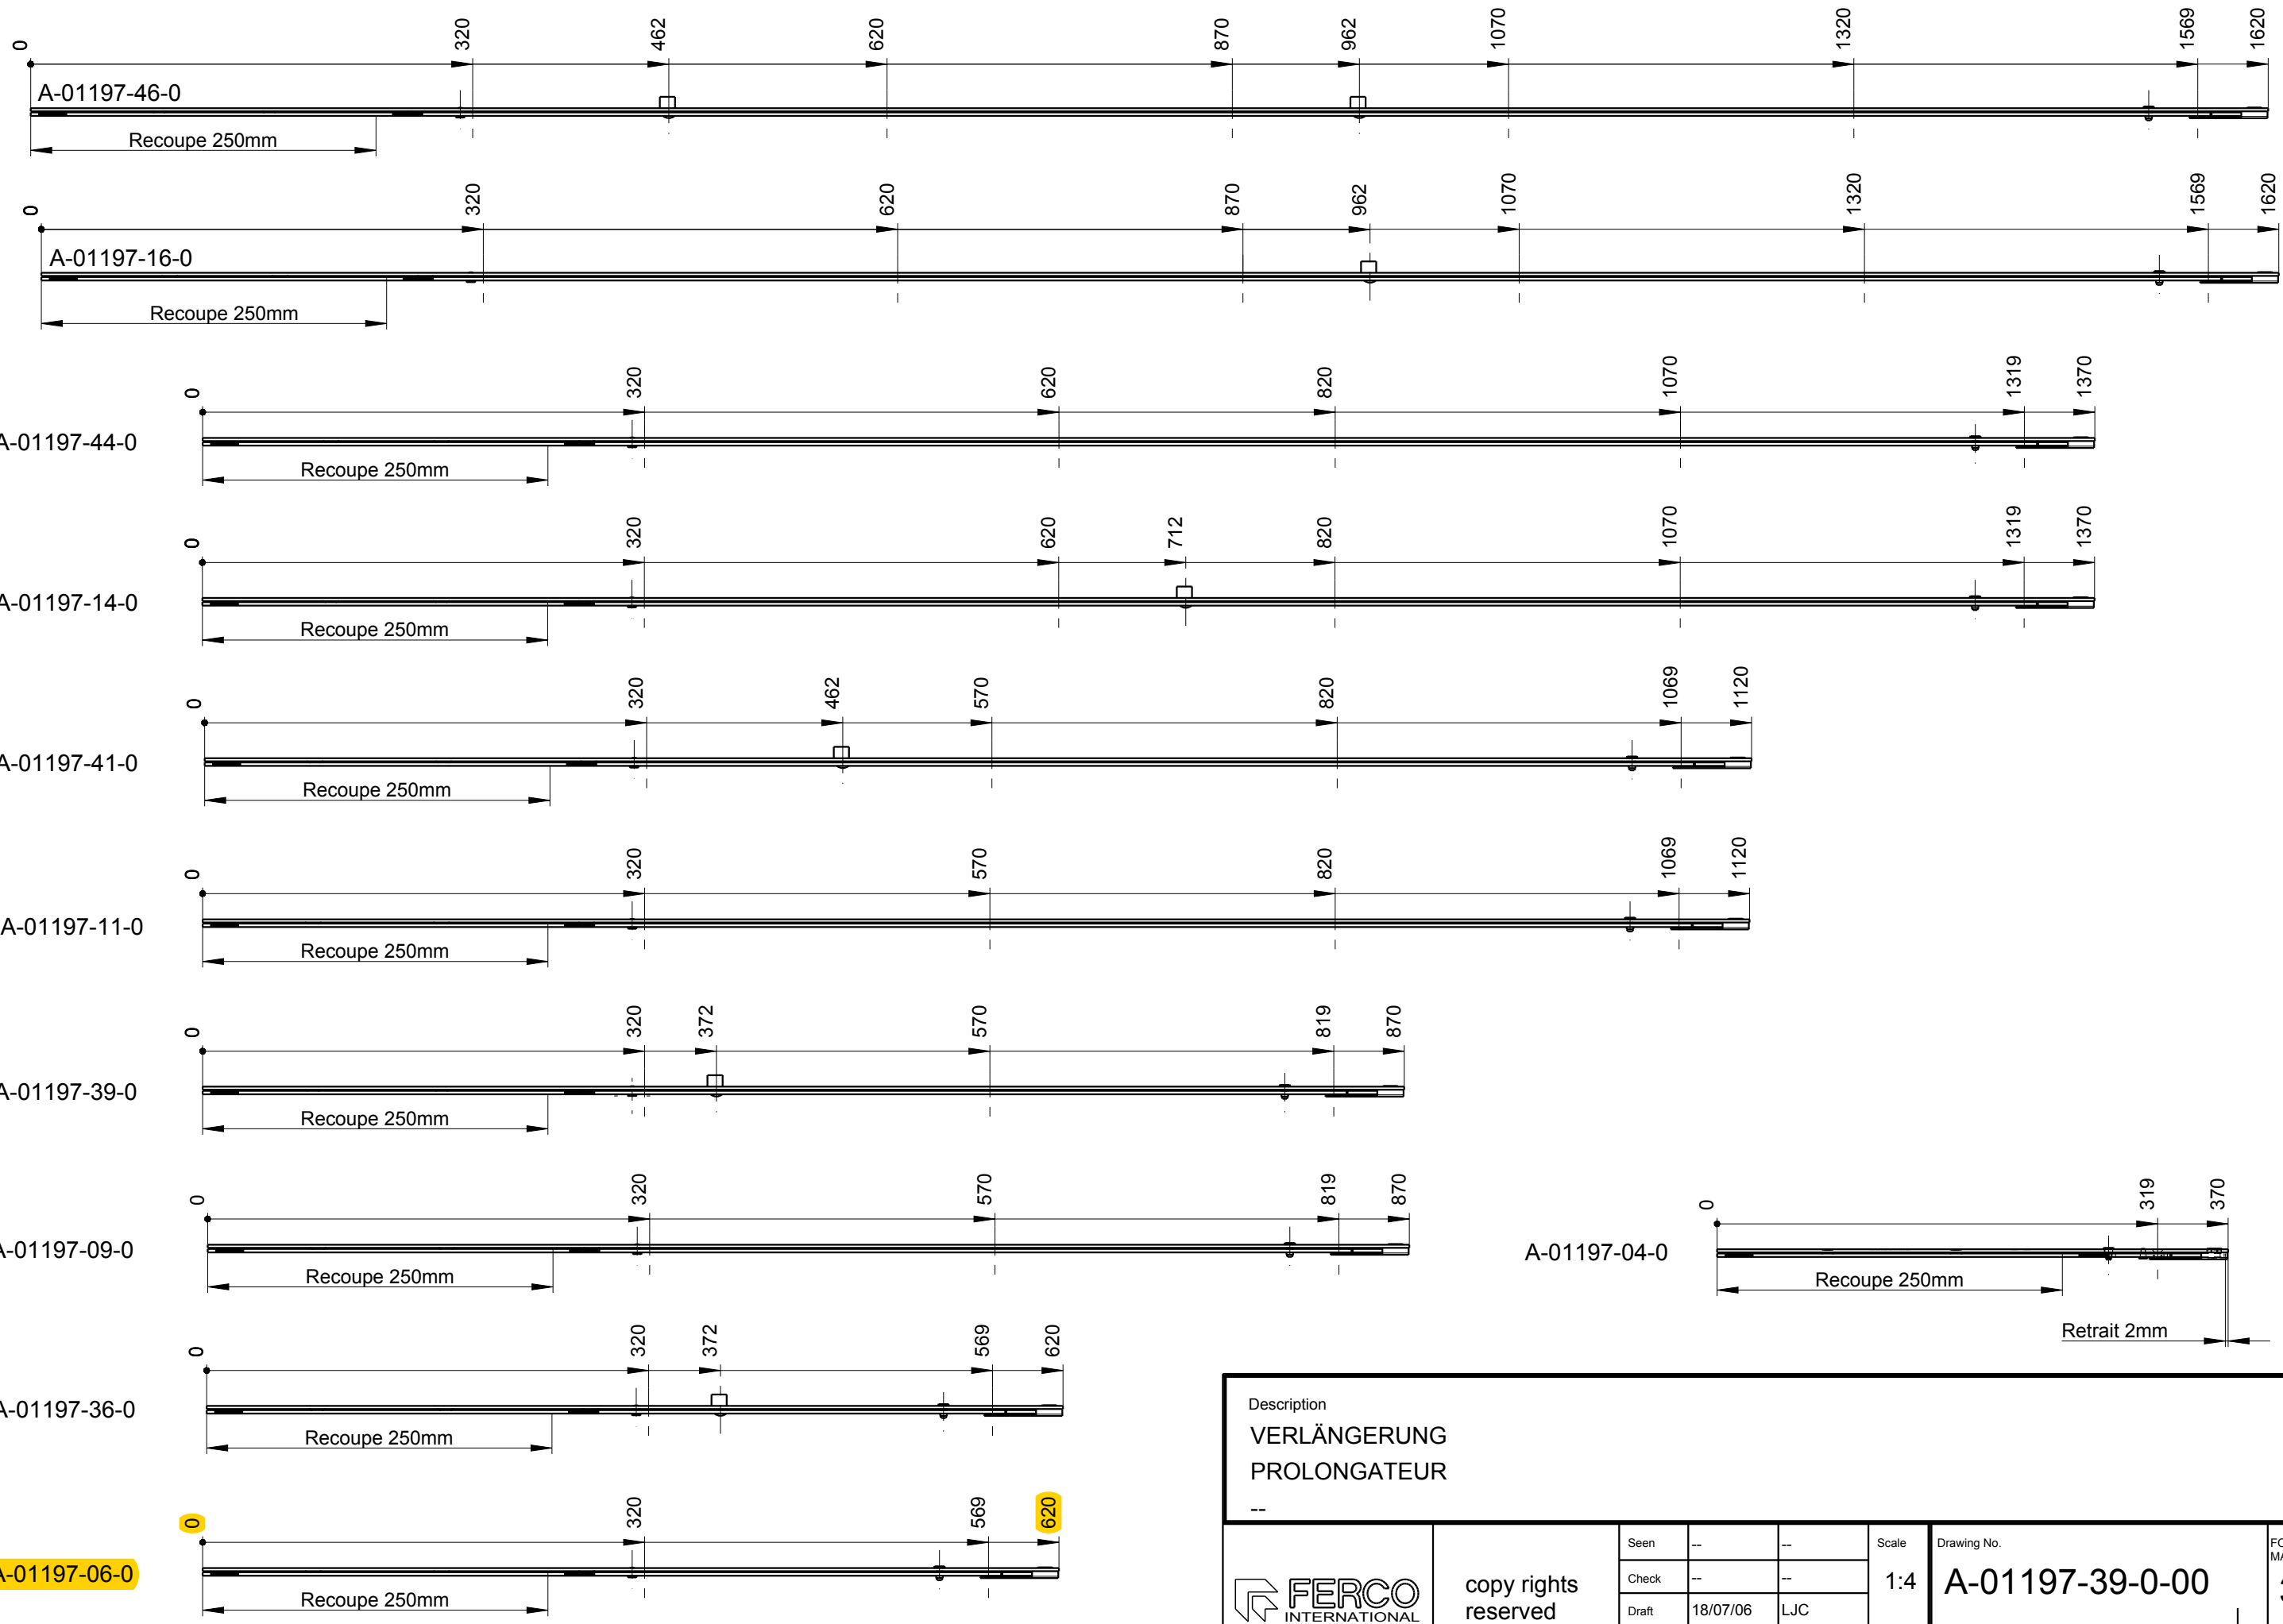 0 320 462 620 870 962 1070 1320 1569 1620
A-01197-46-0
Recoupe 250mm
0 320 620 870 962 1070 1320 1569 1620
A-01197-16-0
Recoupe 250mm
0 320 620 820 1070 1319 1370
A-01197-44-0
Recoupe 250mm
0 320 620 712 820 1070 1319 1370
A-01197-14-0
Recoupe 250mm
0 320 462 570 820 1069 1120
A-01197-41-0
Recoupe 250mm
0 320 570 820 1069 1120
A-01197-11-0
Recoupe 250mm
0 320 372 570 819 870
A-01197-39-0
Recoupe 250mm
0 320 570 819 870
A-01197-09-0
Recoupe 250mm
0 319 370
A-01197-04-0
Recoupe 250mm
Retrait 2mm
0 320 372 569 620
A-01197-36-0
Recoupe 250mm
0 320 569 620
A-01197-06-0
Recoupe 250mm
Description
VERLÄNGERUNG
PROLONGATEUR
--
FERCO
INTERNATIONAL
copy rights
reserved
Seen -- --
Check -- --
Draft 18/07/06 LJC
Scale
1:4
Drawing No.
A-01197-39-0-00